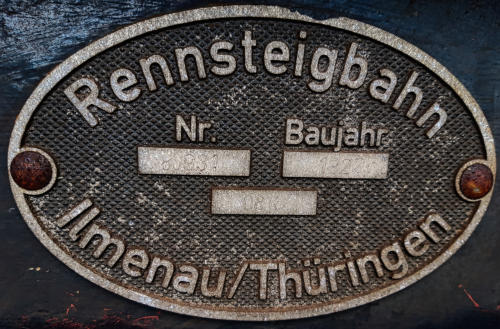 Rennsteigbahn
Nr. Baujahr
Ilmenau/Thüringen